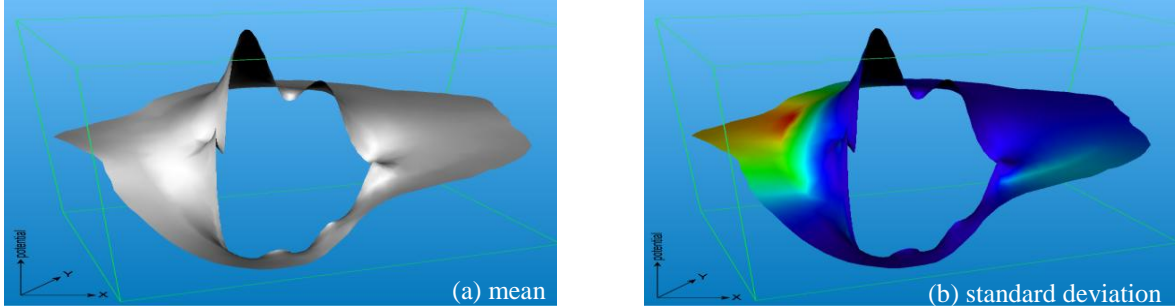 potential
Y
X
(a) mean
potential
Y
X
(b) standard deviation